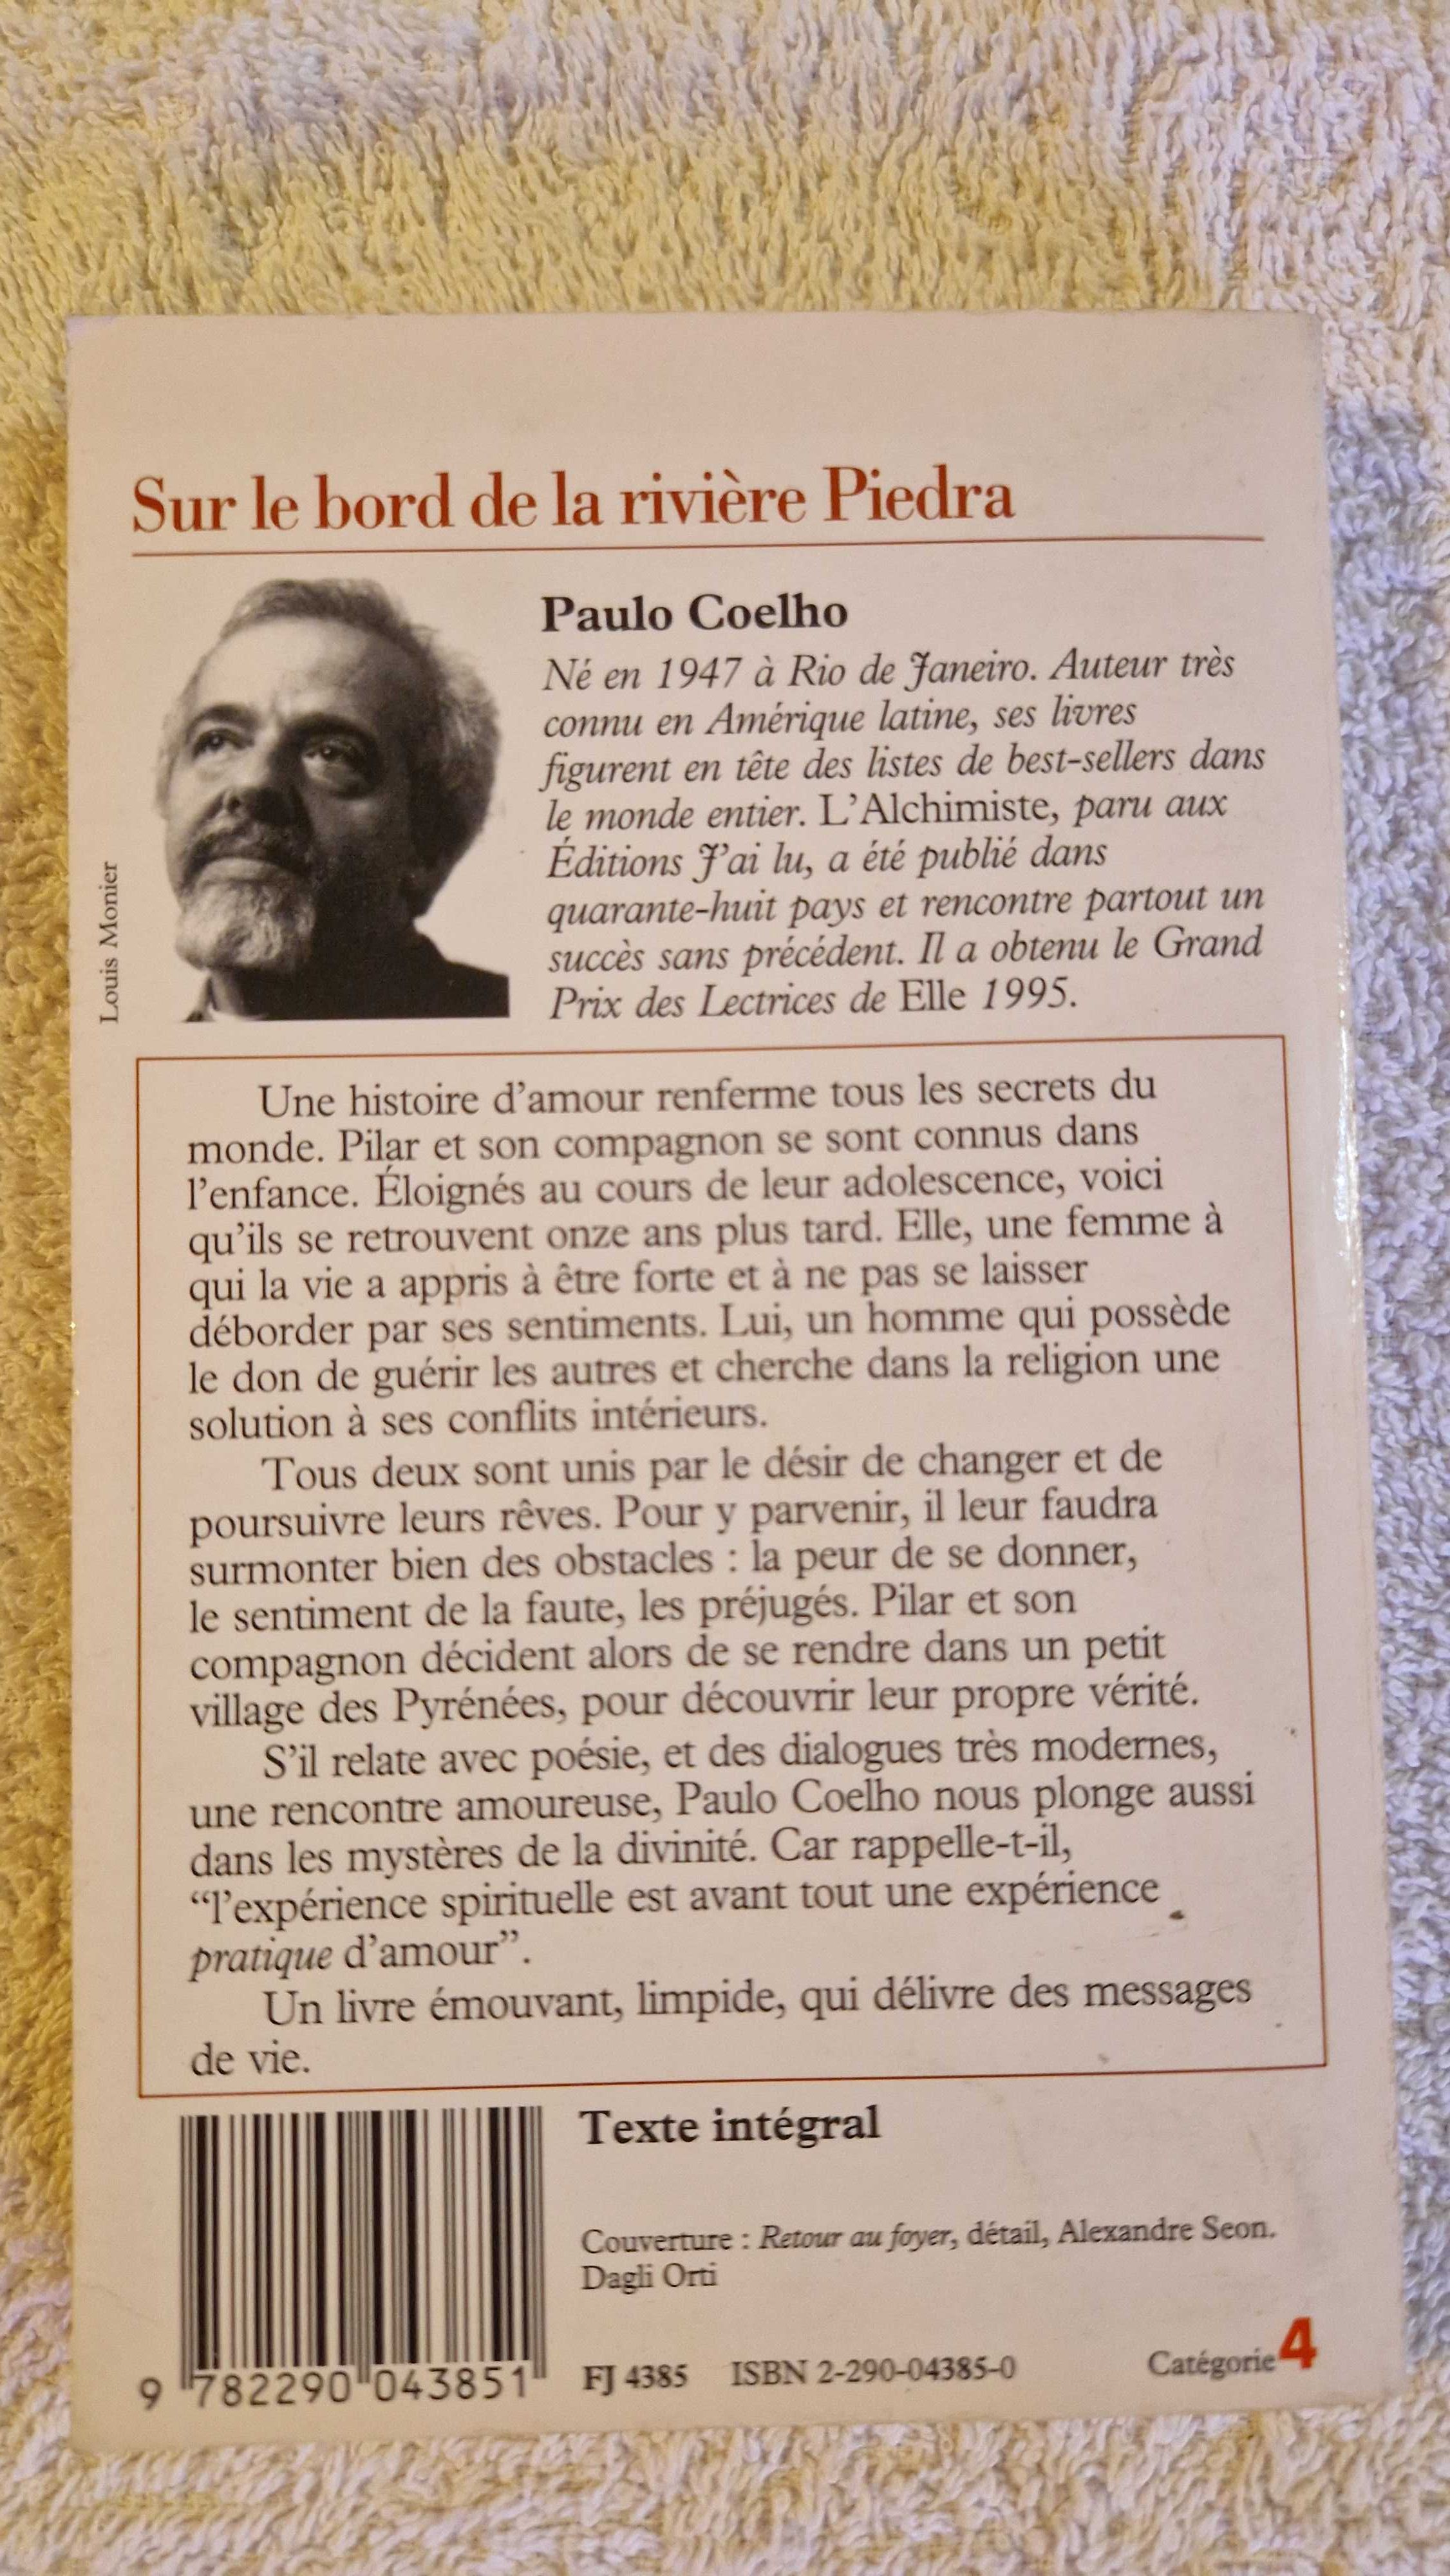 Sur le bord de la rivière Piedra
Louis Monier
Paulo Coelho
Né en 1947 à Rio de Janeiro. Auteur très
connu en Amérique latine, ses livres
figurent en tête des listes de best-sellers dans
le monde entier. L'Alchimiste, paru aux
Éditions J'ai lu, a été publié dans
quarante-huit pays et rencontre partout un
succès sans précédent. Il a obtenu le Grand
Prix des Lectrices de Elle 1995.
Une histoire d'amour renferme tous les secrets du
monde. Pilar et son compagnon se sont connus dans
l'enfance. Éloignés au cours de leur adolescence, voici
qu'ils se retrouvent onze ans plus tard. Elle, une femme à
qui la vie a appris à être forte et à ne pas se laisser
déborder par ses sentiments. Lui, un homme qui possède
le don de guérir les autres et cherche dans la religion une
solution à ses conflits intérieurs.
Tous deux sont unis par le désir de changer et de
poursuivre leurs rêves. Pour y parvenir, il leur faudra
surmonter bien des obstacles : la peur de se donner,
le sentiment de la faute, les préjugés. Pilar et son
compagnon décident alors de se rendre dans un petit
village des Pyrénées, pour découvrir leur propre vérité.
S'il relate avec poésie, et des dialogues très modernes,
une rencontre amoureuse, Paulo Coelho nous plonge aussi
dans les mystères de la divinité. Car rappelle-t-il,
“l'expérience spirituelle est avant tout une expérience
pratique d'amour”.
Un livre émouvant, limpide, qui délivre des messages
de vie.
Texte intégral
Couverture : Retour au foyer, détail, Alexandre Seon.
Dagli Orti
FJ 4385 ISBN 2-290-04385-0
Catégorie 4
9 782290 043851